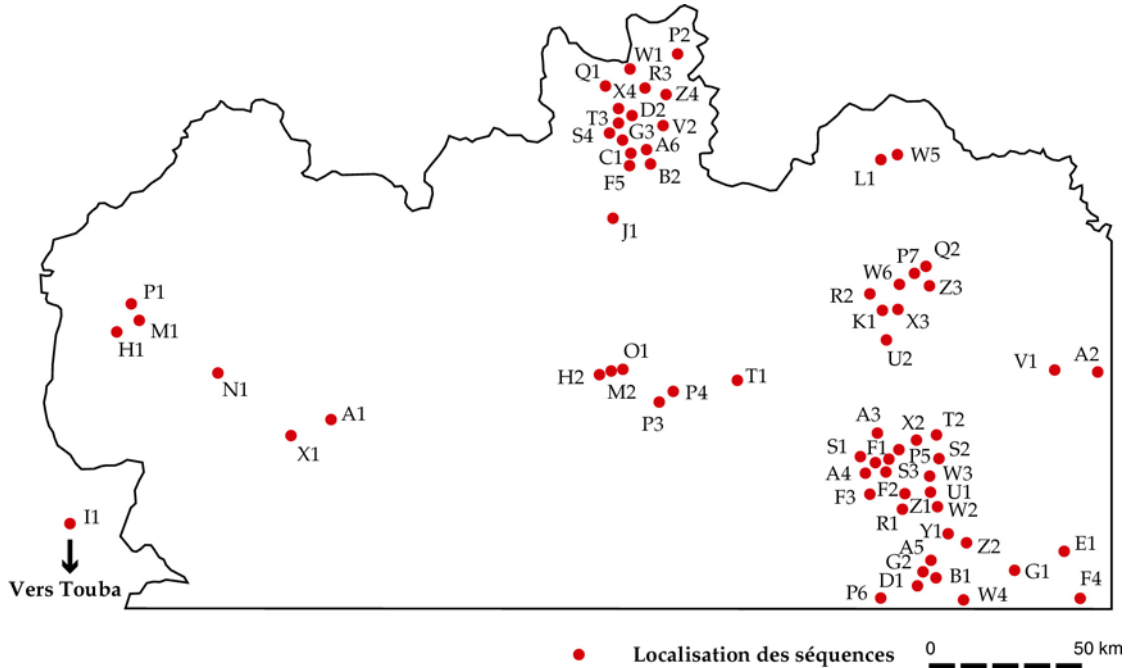 P2
W1
Q1
R3
X4
Z4
D2
T3
V2
S4
G3
A6
C1
F5
B2
W5
L1
J1
Q2
P7
W6
R2
Z3
K1
X3
U2
P1
M1
H1
N1
O1
H2
M2
T1
P4
P3
V1
A2
A1
X1
A3
X2
T2
S1
F1
P5
S2
A4
S3
W3
F3
F2
U1
Z1
W2
R1
I1
Y1
A5
Z2
E1
G2
B1
G1
Vers Touba
D1
P6
W4
F4
Localisation des séquences
0 50 km